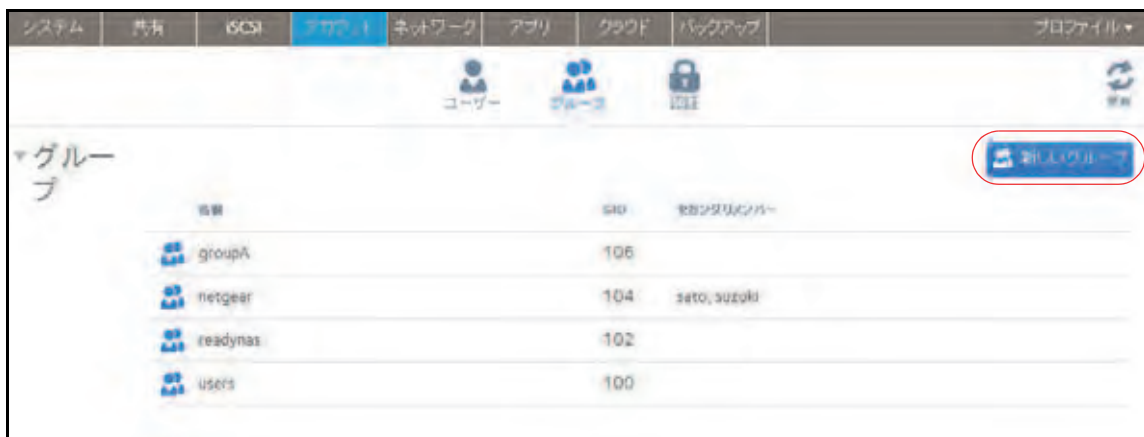 システム 共有 iSCSI アカウント ネットワーク アプリ クラウド バックアップ プロファイル▼
ユーザー グループ 認証 更新
▼グルー
プ
新しいグループ
名前 GID セカンダリメンバー
groupA 106
netgear 104 sato, suzuki
readynas 102
users 100